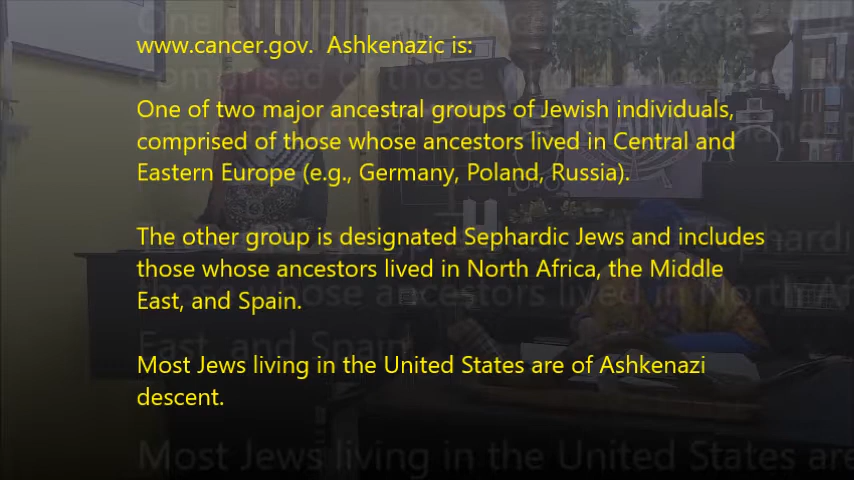 www.cancer.gov.  Ashkenazic is:
One of two major ancestral groups of Jewish individuals,
comprised of those whose ancestors lived in Central and
Eastern Europe (e.g., Germany, Poland, Russia).
The other group is designated Sephardic Jews and includes
those whose ancestors lived in North Africa, the Middle
East, and Spain.
Most Jews living in the United States are of Ashkenazi
descent.